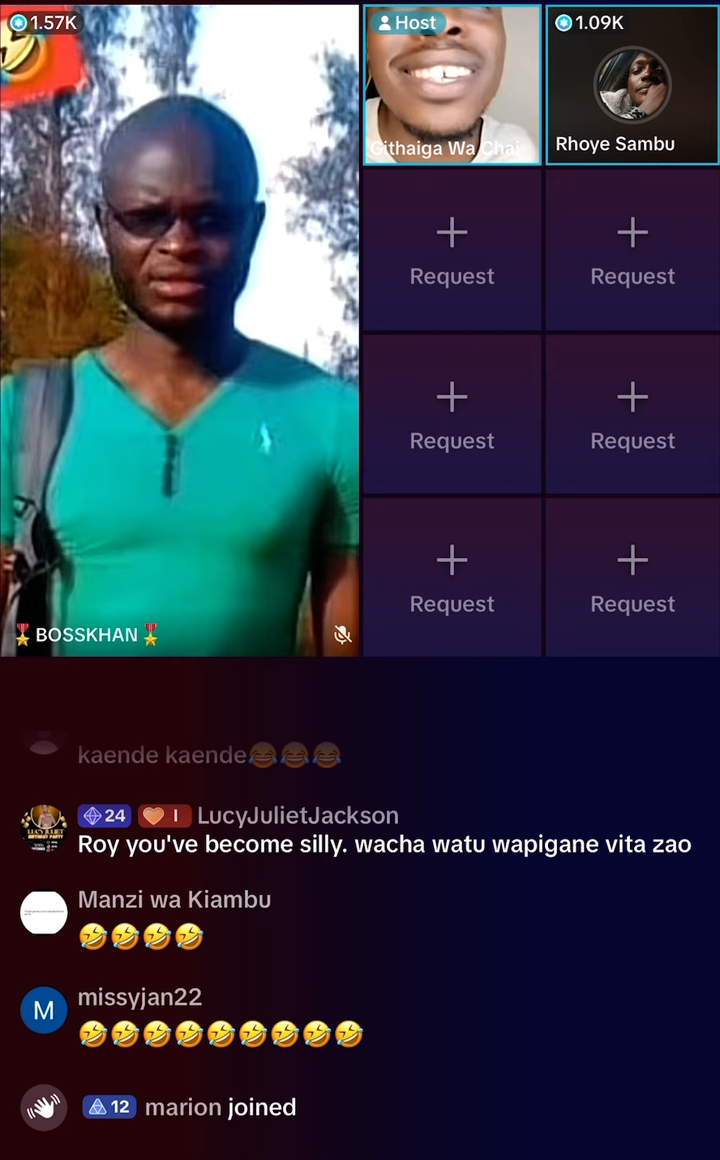 1.57K
Host
Githaiga Wa Chai
1.09K
Rhoye Sambu
Request
Request
Request
Request
Request
Request
🎖️BOSSKHAN🎖️
kaende kaende😂😂😂
24 I LucyJulietJackson
Roy you've become silly. wacha watu wapigane vita zao
Manzi wa Kiambu
🤣🤣🤣🤣
M
missyjan22
🤣🤣🤣🤣🤣🤣🤣🤣🤣
12 marion joined